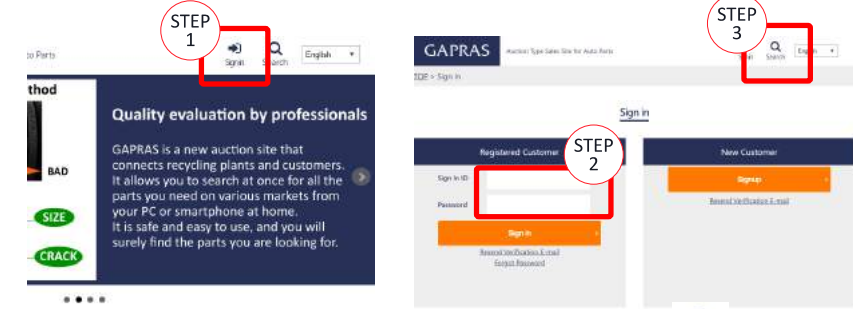 STEP
1
to Parts
Signin
Search
English
thod
BAD
SIZE
CRACK
Quality evaluation by professionals
GAPRAS is a new auction site that
connects recycling plants and customers.
It allows you to search at once for all the
parts you need on various markets from
your PC or smartphone at home.
It is safe and easy to use, and you will
surely find the parts you are looking for.
STEP
3
GAPRAS
Auction Type Sales Site for Auto Parts
Search
English
TOP > Sign in
Sign in
Registered Customer
STEP
2
Sign in ID
Password
Sign in
Resend Verification E-mail
Forgot Password
New Customer
Signup
Resend Verification E-mail